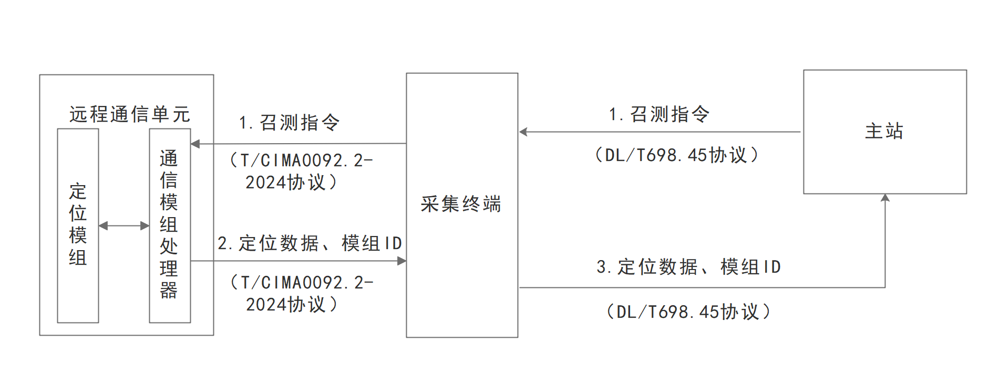 远程通信单元
定位模组
通信模组处理器
1.召测指令
（T/CIMA0092.2-
2024协议）
2.定位数据、模组ID
（T/CIMA0092.2-
2024协议）
采集终端
1.召测指令
（DL/T698.45协议）
主站
3.定位数据、模组ID
（DL/T698.45协议）